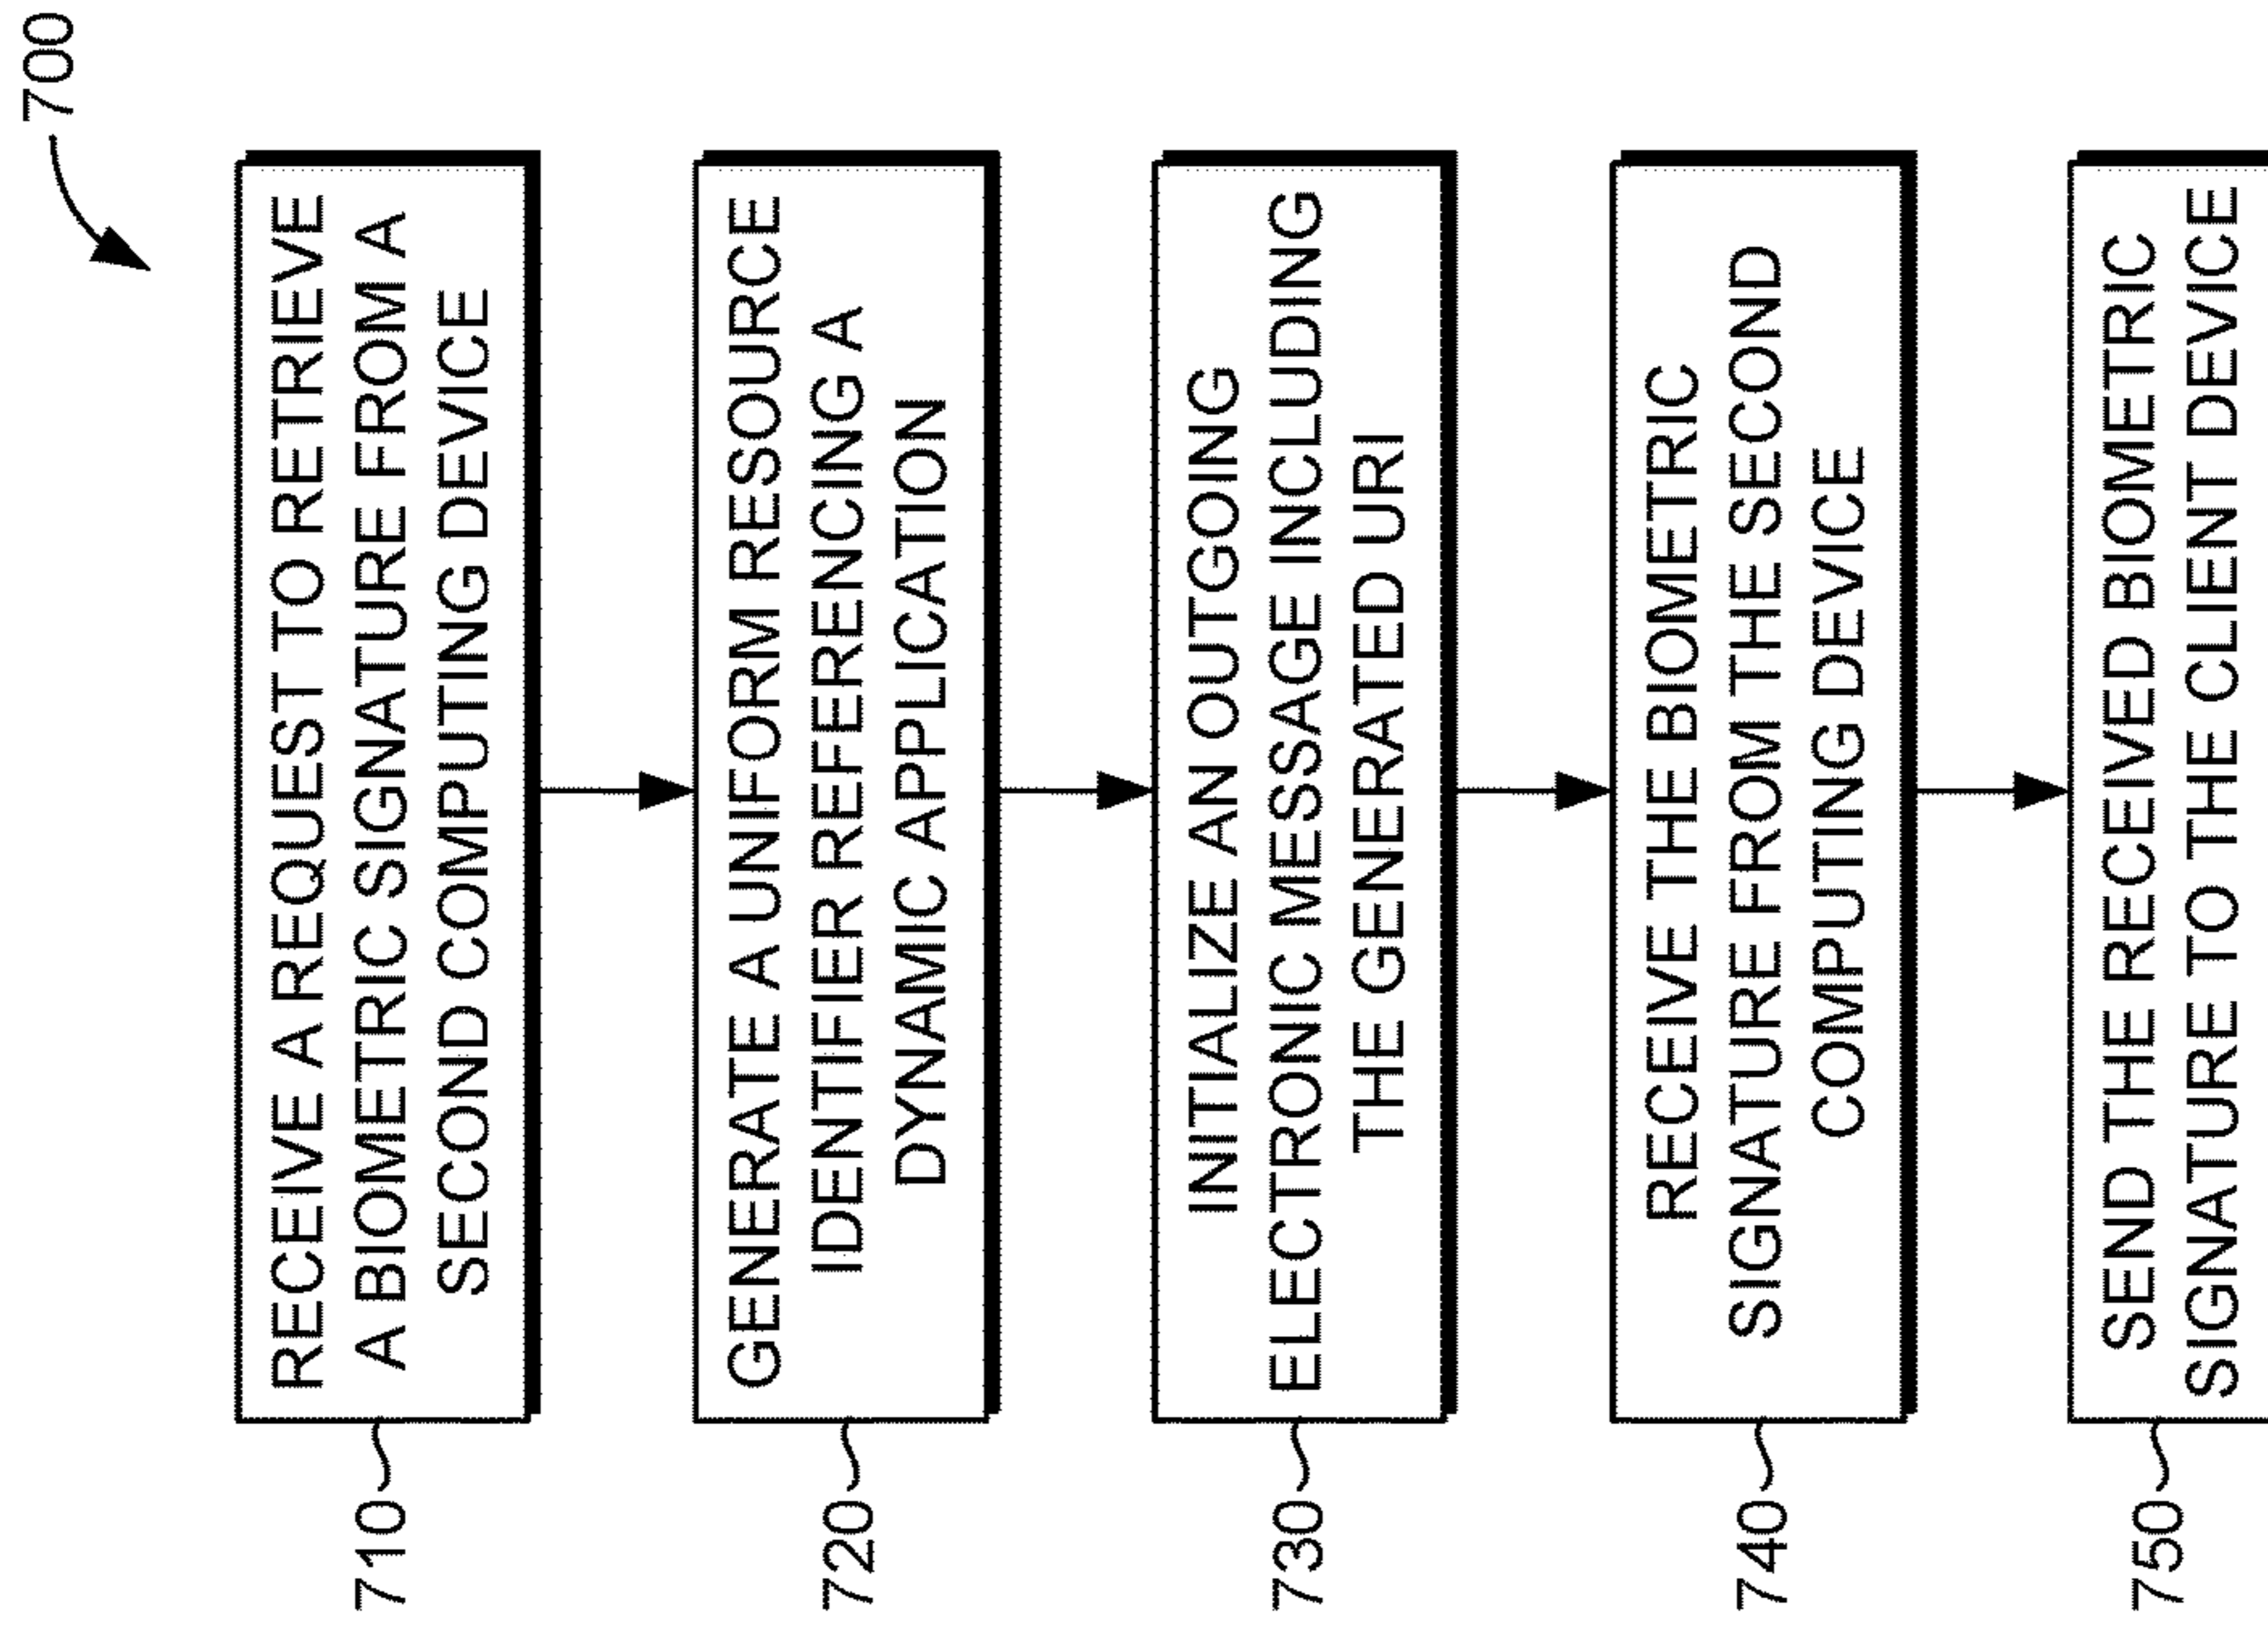 700
710
RECEIVE A REQUEST TO RETRIEVE
A BIOMETRIC SIGNATURE FROM A
SECOND COMPUTING DEVICE
720
GENERATE A UNIFORM RESOURCE
IDENTIFIER REFERENCING A
DYNAMIC APPLICATION
730
INITIALIZE AN OUTGOING
ELECTRONIC MESSAGE INCLUDING
THE GENERATED URI
740
RECEIVE THE BIOMETRIC
SIGNATURE FROM THE SECOND
COMPUTING DEVICE
750
SEND THE RECEIVED BIOMETRIC
SIGNATURE TO THE CLIENT DEVICE